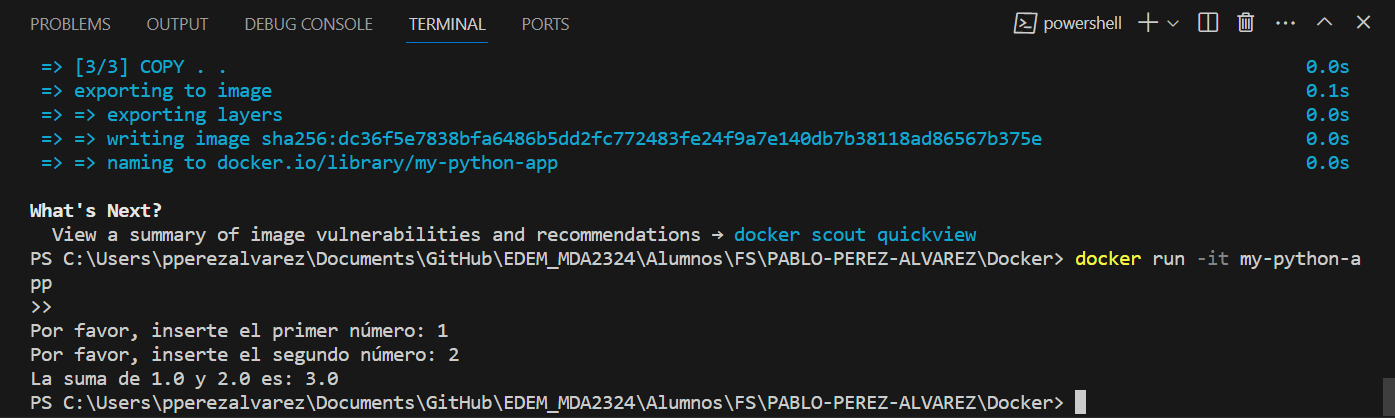 PROBLEMS OUTPUT DEBUG CONSOLE TERMINAL PORTS powershell
=> [3/3] COPY . . 0.0s
=> exporting to image 0.1s
=> => exporting layers 0.0s
=> => writing image sha256:dc36f5e7838bfa6486b5dd2fc772483fe24f9a7e140db7b38118ad86567b375e 0.0s
=> => naming to docker.io/library/my-python-app 0.0s
What's Next?
View a summary of image vulnerabilities and recommendations → docker scout quickview
PS C:\Users\pperezalvarez\Documents\GitHub\EDEM_MDA2324\Alumnos\FS\PABLO-PEREZ-ALVAREZ\Docker> docker run -it my-python-a
pp
>>
Por favor, inserte el primer número: 1
Por favor, inserte el segundo número: 2
La suma de 1.0 y 2.0 es: 3.0
PS C:\Users\pperezalvarez\Documents\GitHub\EDEM_MDA2324\Alumnos\FS\PABLO-PEREZ-ALVAREZ\Docker>